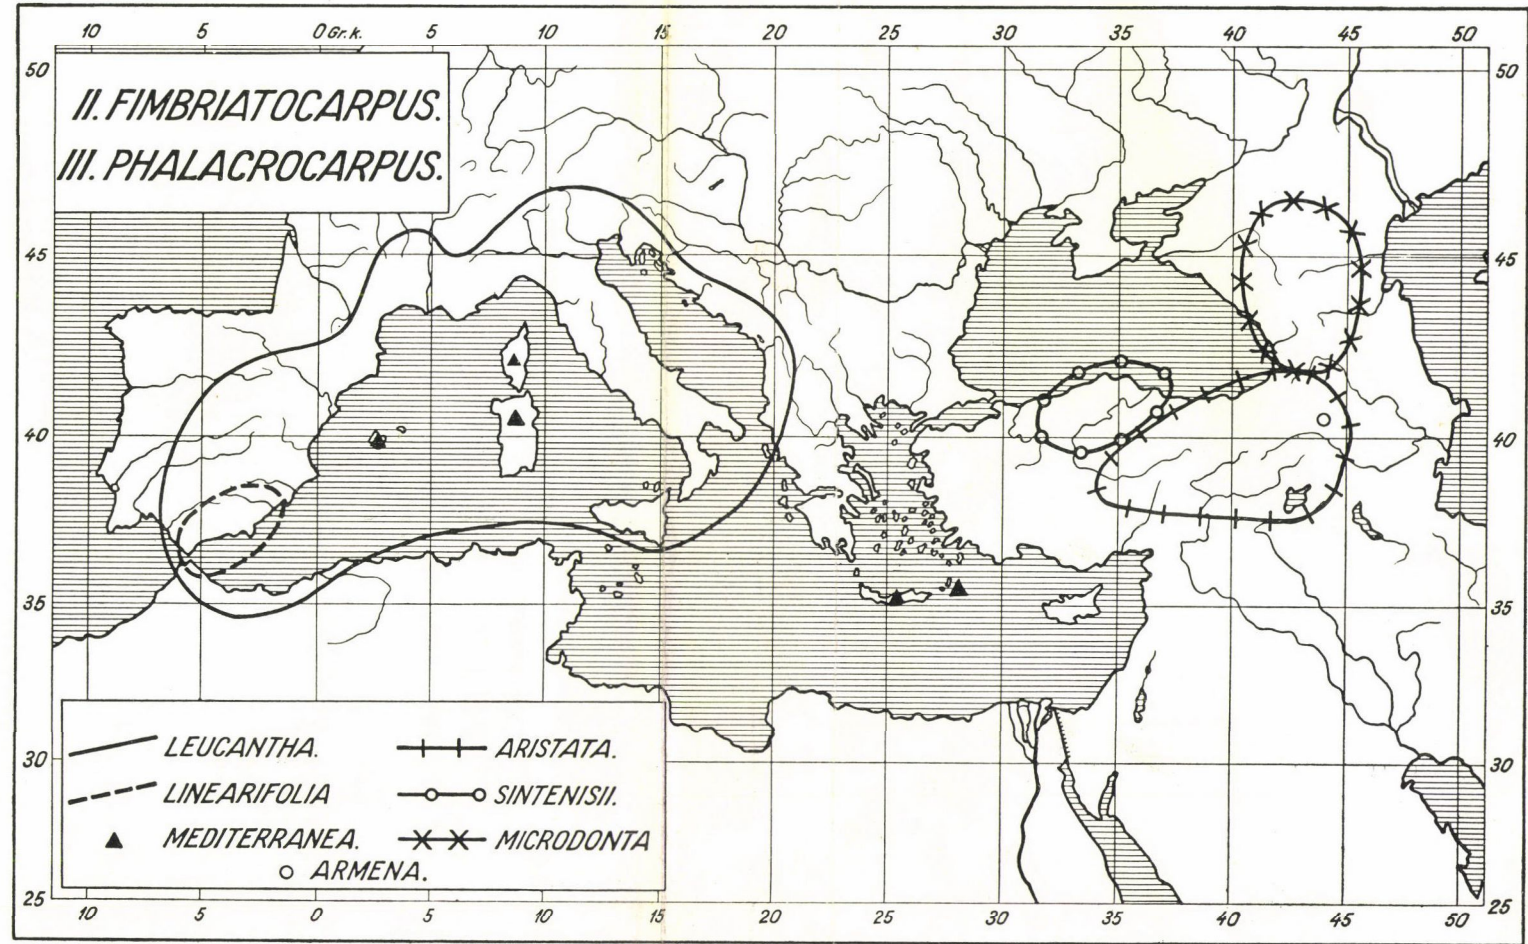 10 5 0 Gr.k. 5 10 15 20 25 30 35 40 45 50
II. FIMBRIATOCARPUS.
III. PHALACROCARPUS.
50 50
45 45
40 40
35 35
30 30
25 25
LEUCANTHA. ARISTATA.
LINEARIFOLIA SINTENISII.
MEDITERRANEA. MICRODONTA
ARMENA.
10 5 0 5 10 15 20 25 30 35 40 45 50